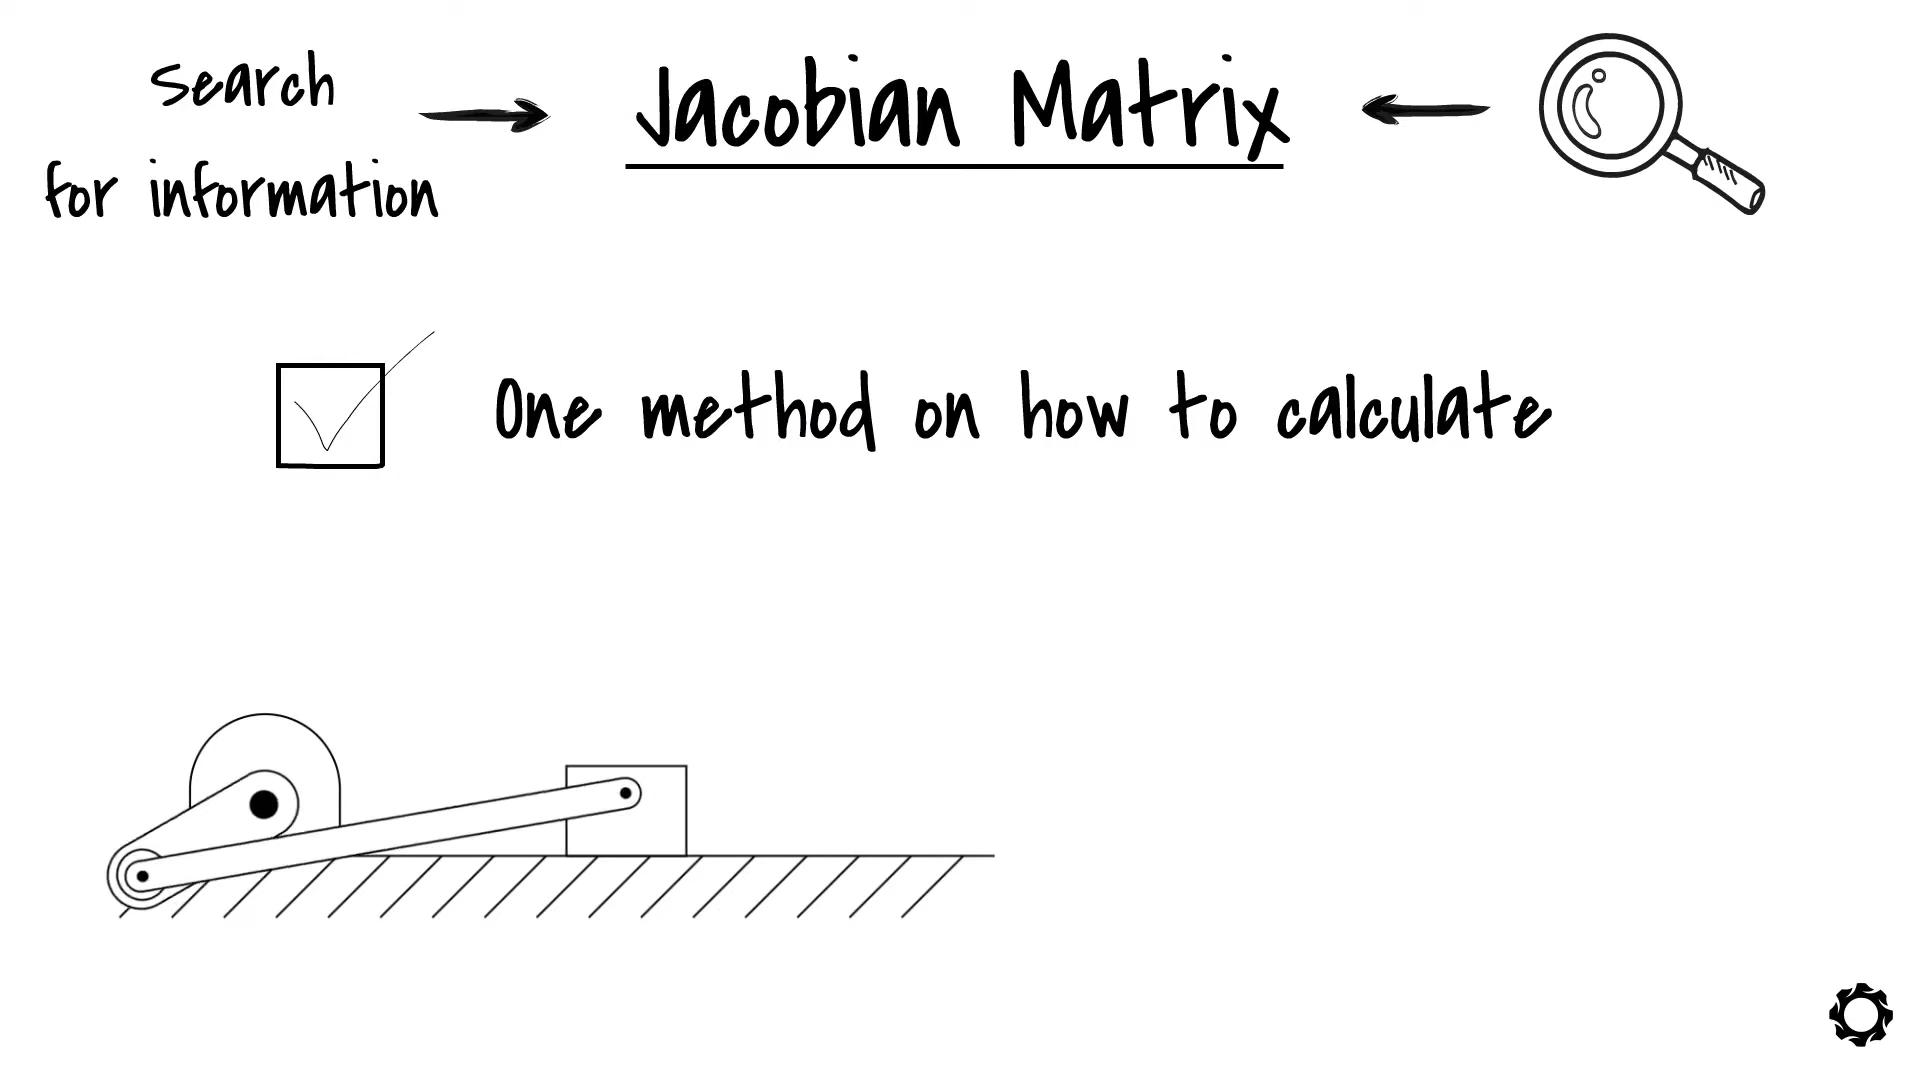 Search
for information
Jacobian Matrix
One method on how to calculate